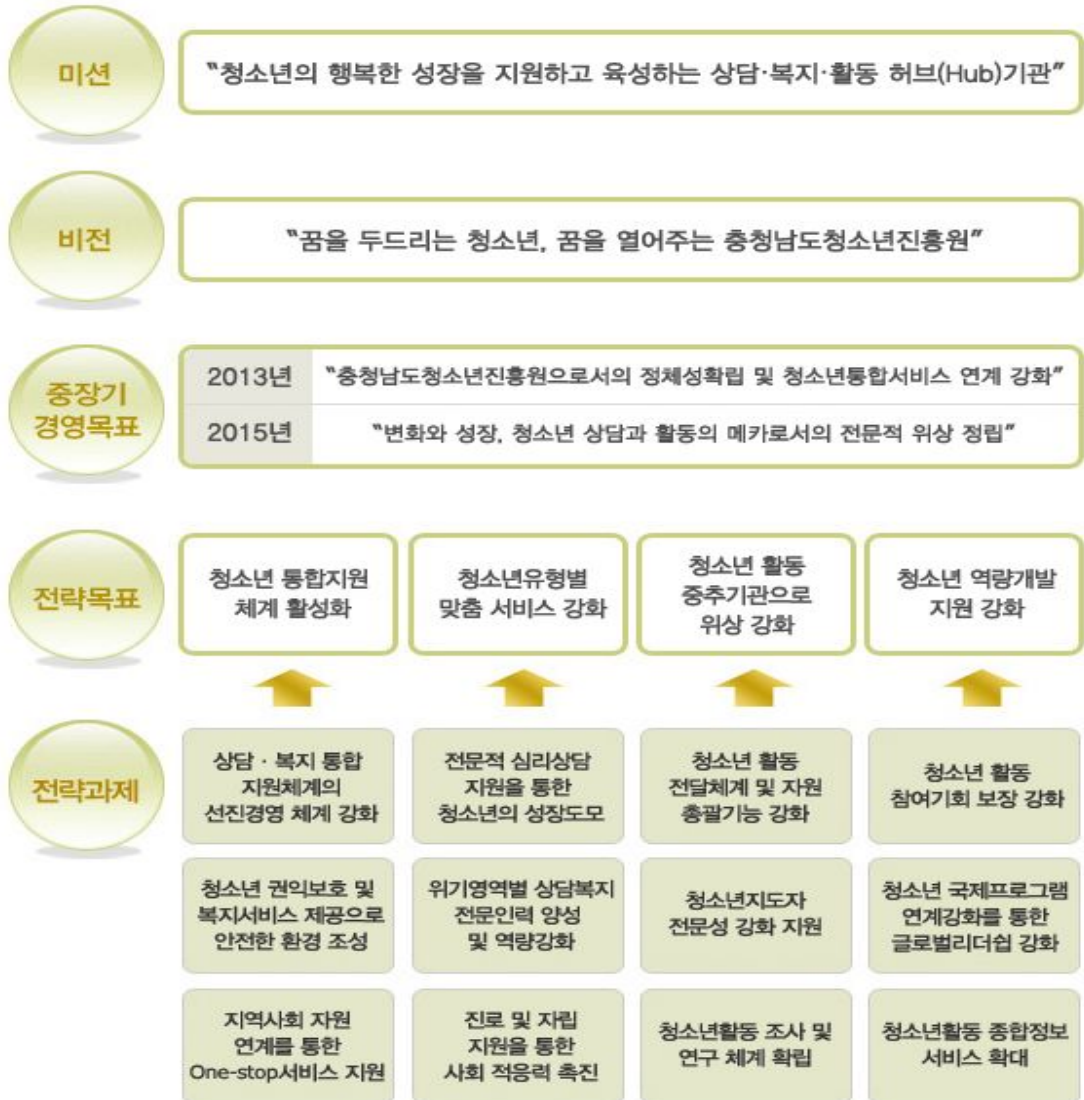 미션
"청소년의 행복한 성장을 지원하고 육성하는 상담·복지·활동 허브(Hub)기관"
비전
"꿈을 두드리는 청소년, 꿈을 열어주는 충청남도청소년진흥원"
중장기
경영목표
2013년 "충청남도청소년진흥원으로서의 정체성확립 및 청소년통합서비스 연계 강화"
2015년 "변화와 성장, 청소년 상담과 활동의 메카로서의 전문적 위상 정립"
전략목표
청소년 통합지원
체계 활성화
청소년유형별
맞춤 서비스 강화
청소년 활동
중추기관으로
위상 강화
청소년 역량개발
지원 강화
전략과제
상담 · 복지 통합
지원체계의
선진경영 체계 강화
전문적 심리상담
지원을 통한
청소년의 성장도모
청소년 활동
전달체계 및 자원
총괄기능 강화
청소년 활동
참여기회 보장 강화
청소년 권익보호 및
복지서비스 제공으로
안전한 환경 조성
위기영역별 상담복지
전문인력 양성
및 역량강화
청소년지도자
전문성 강화 지원
청소년 국제프로그램
연계강화를 통한
글로벌리더쉽 강화
지역사회 자원
연계를 통한
One-stop서비스 지원
진로 및 자립
지원을 통한
사회 적응력 촉진
청소년활동 조사 및
연구 체계 확립
청소년활동 종합정보
서비스 확대